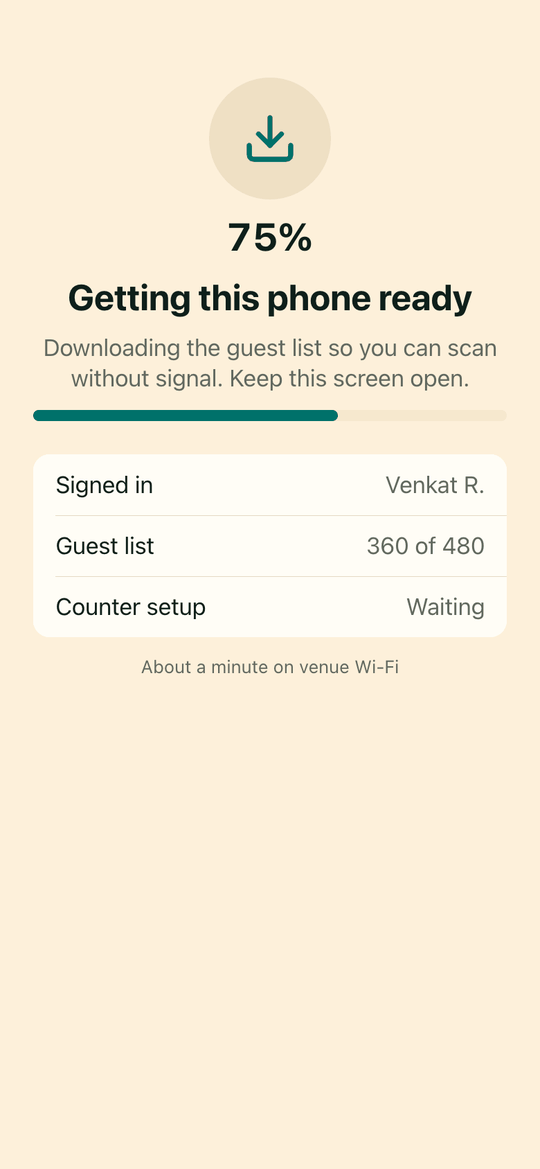 75%
Getting this phone ready
Downloading the guest list so you can scan
without signal. Keep this screen open.
Signed in Venkat R.
Guest list 360 of 480
Counter setup Waiting
About a minute on venue Wi-Fi